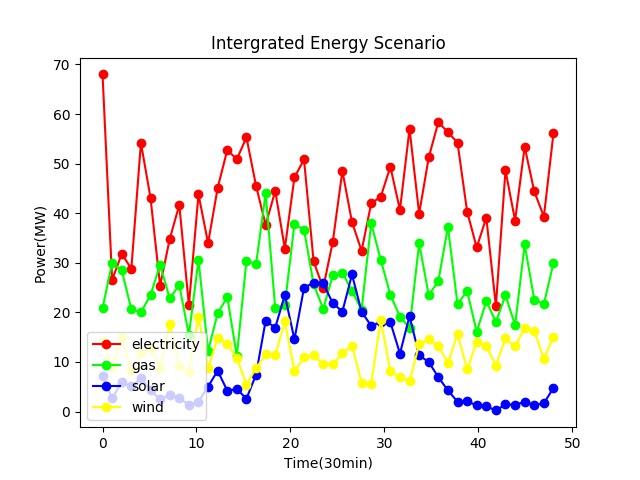 Intergrated Energy Scenario
Power(MW)
70
60
50
40
30
20
10
0
electricity
gas
solar
wind
0 10 20 30 40 50
Time(30min)